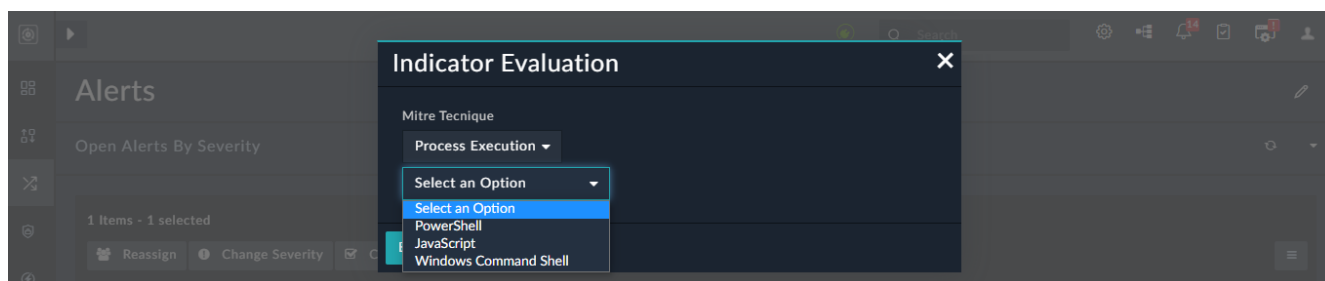 14
Search
Indicator Evaluation
Alerts
Mitre Tecnique
Open Alerts By Severity
Process Execution
Select an Option
Select an Option
PowerShell
JavaScript
Windows Command Shell
1 Items - 1 selected
Reassign
Change Severity